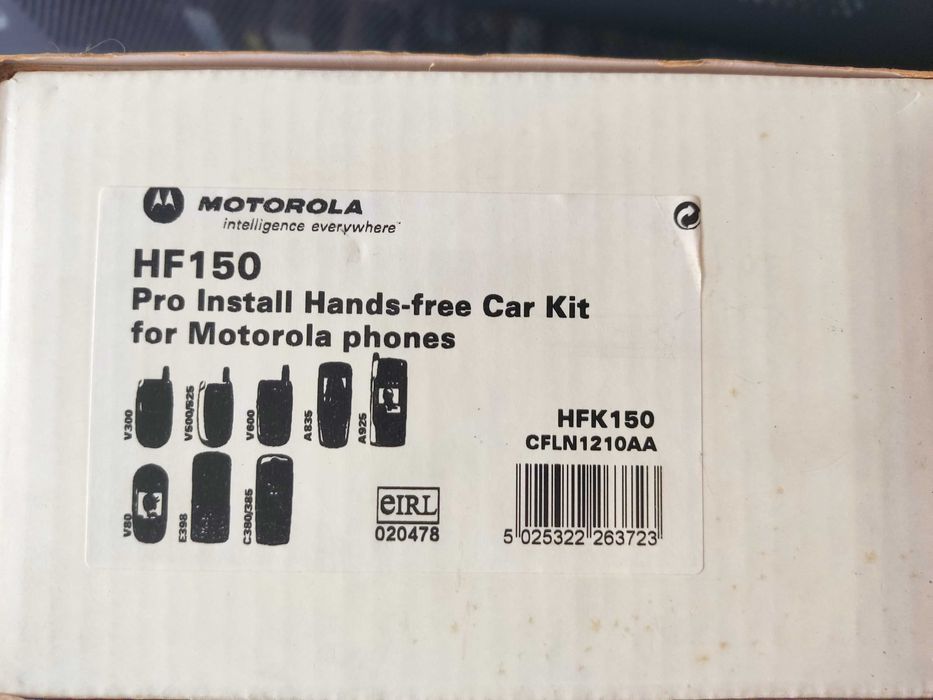 MOTOROLA
intelligence everywhere™
HF150
Pro Install Hands-free Car Kit
for Motorola phones
V300
V500/525
V600
A835
A925
HFK150
CFLN1210AA
V80
E398
C380/385
eIRL
020478
5 025322 263723